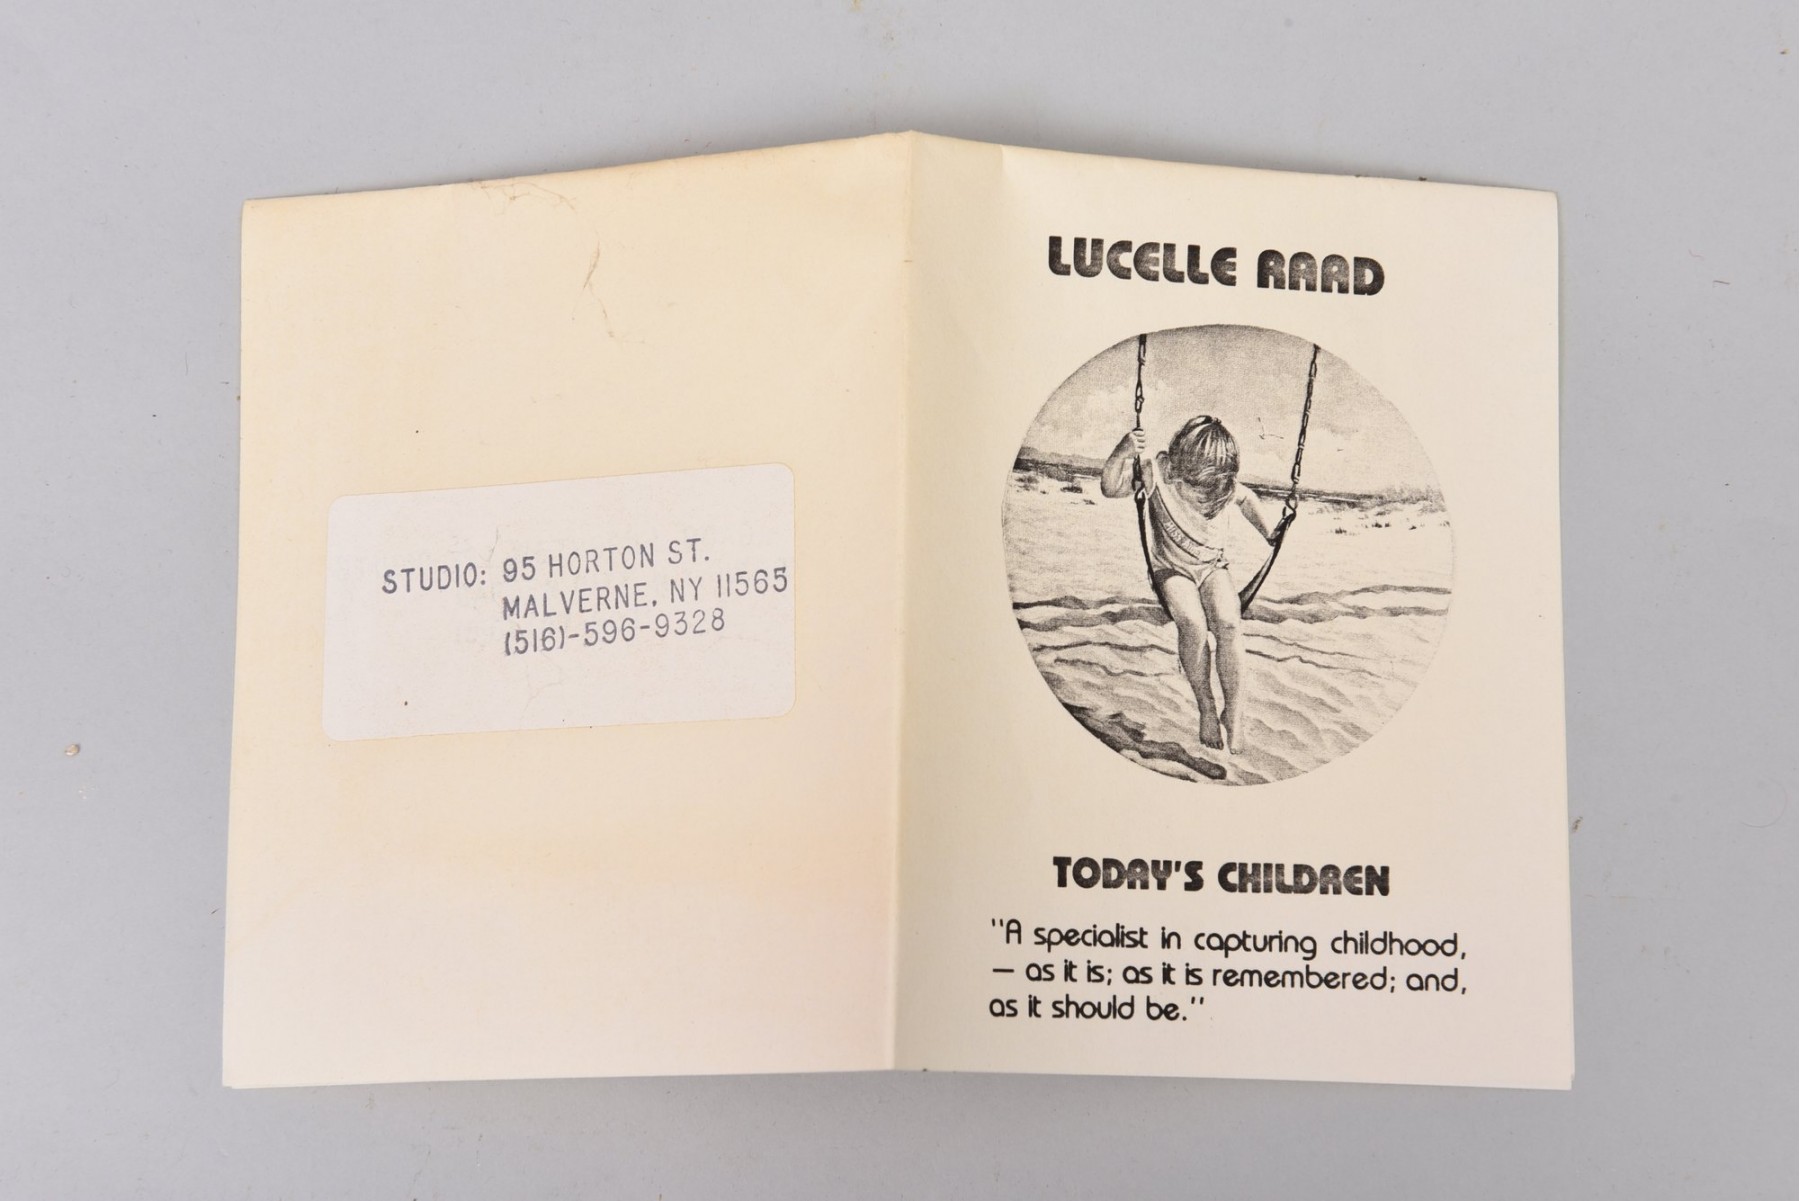 STUDIO: 95 HORTON ST.
MALVERNE, NY 11565
(516)-596-9328
LUCELLE RAAD
TODAY'S CHILDREN
"A specialist in capturing childhood,
— as it is; as it is remembered; and,
as it should be."